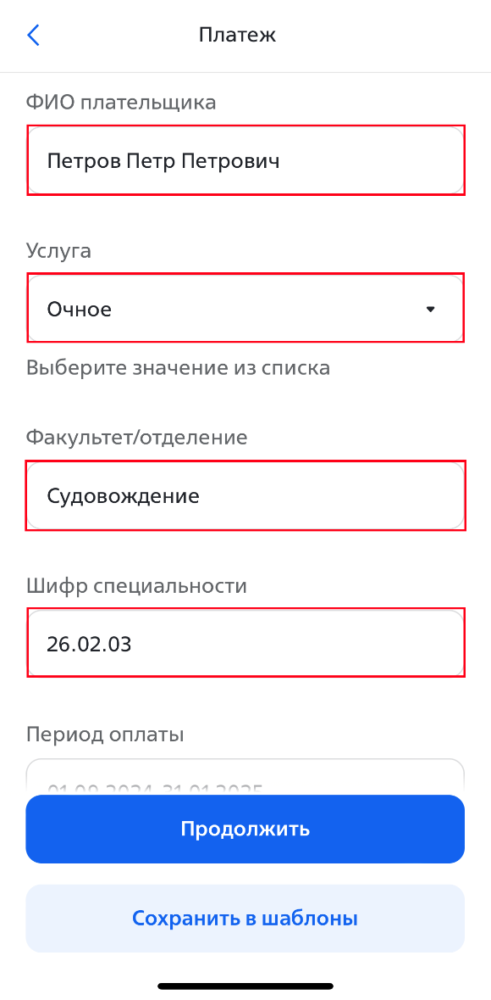 Платеж
ФИО плательщика
Петров Петр Петрович
Услуга
Очное
Выберите значение из списка
Факультет/отделение
Судовождение
Шифр специальности
26.02.03
Период оплаты
Продолжить
Сохранить в шаблоны